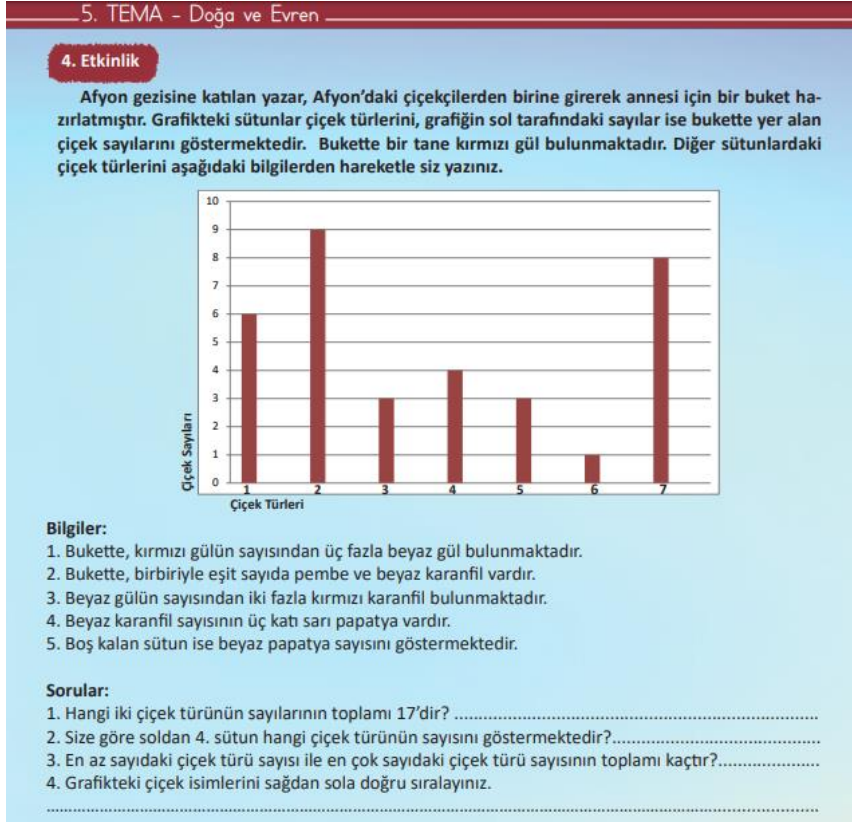 5. TEMA - Doğa ve Evren
4. Etkinlik
Afyon gezisine katılan yazar, Afyon'daki çiçekçilerden birine girerek annesi için bir buket ha-
zırlatmıştır. Grafikteki sütunlar çiçek türlerini, grafiğin sol tarafındaki sayılar ise bukette yer alan
çiçek sayılarını göstermektedir. Bukette bir tane kırmızı gül bulunmaktadır. Diğer sütunlardaki
çiçek türlerini aşağıdaki bilgilerden hareketle siz yazınız.
10
9
8
7
6
5
4
3
2
1
0
Çiçek Sayıları
1 2 3 4 5 6 7
Çiçek Türleri
Bilgiler:
1. Bukette, kırmızı gülün sayısından üç fazla beyaz gül bulunmaktadır.
2. Bukette, birbiriyle eşit sayıda pembe ve beyaz karanfil vardır.
3. Beyaz gülün sayısından iki fazla kırmızı karanfil bulunmaktadır.
4. Beyaz karanfil sayısının üç katı sarı papatya vardır.
5. Boş kalan sütun ise beyaz papatya sayısını göstermektedir.
Sorular:
1. Hangi iki çiçek türünün sayılarının toplamı 17'dir? ........................................................................
2. Size göre soldan 4. sütun hangi çiçek türünün sayısını göstermektedir?.........................................
3. En az sayıdaki çiçek türü sayısı ile en çok sayıdaki çiçek türü sayısının toplamı kaçtır?....................
4. Grafikteki çiçek isimlerini sağdan sola doğru sıralayınız.
..........................................................................................................................................................